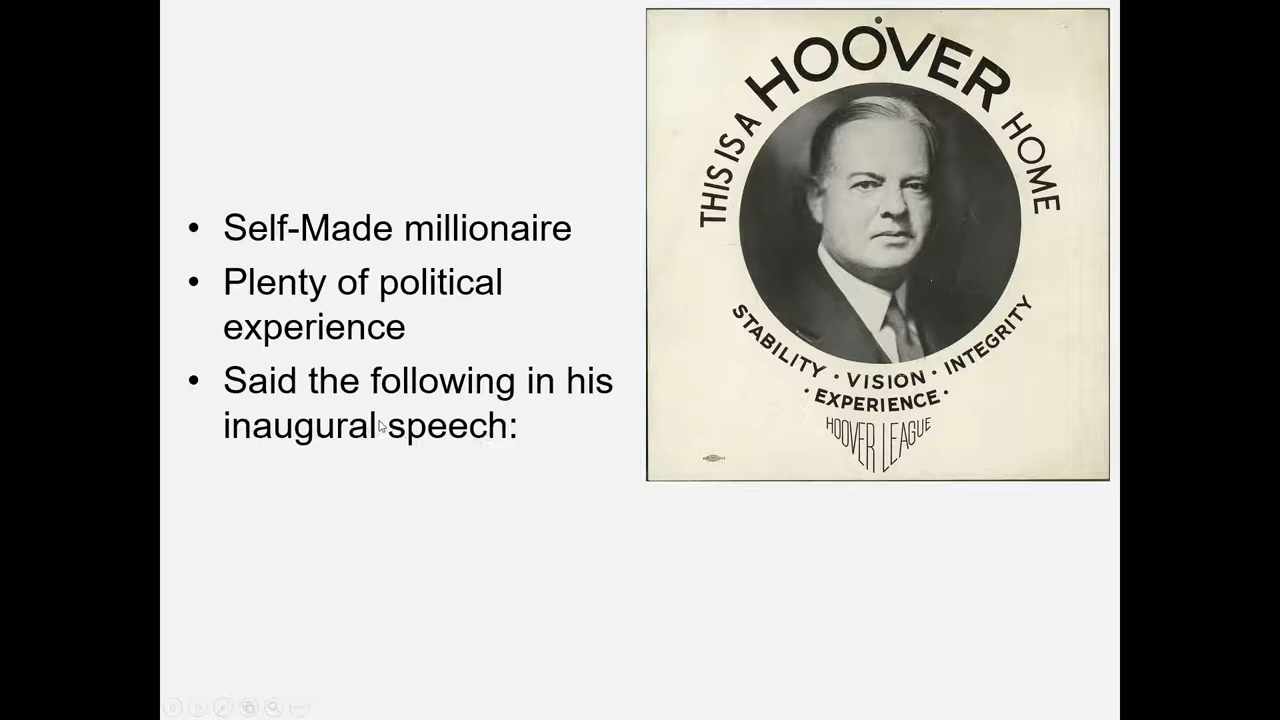 • Self-Made millionaire
• Plenty of political
experience
• Said the following in his
inaugural speech:
THIS IS A HOOVER HOME
STABILITY · VISION · INTEGRITY
· EXPERIENCE ·
HOOVER LEAGUE